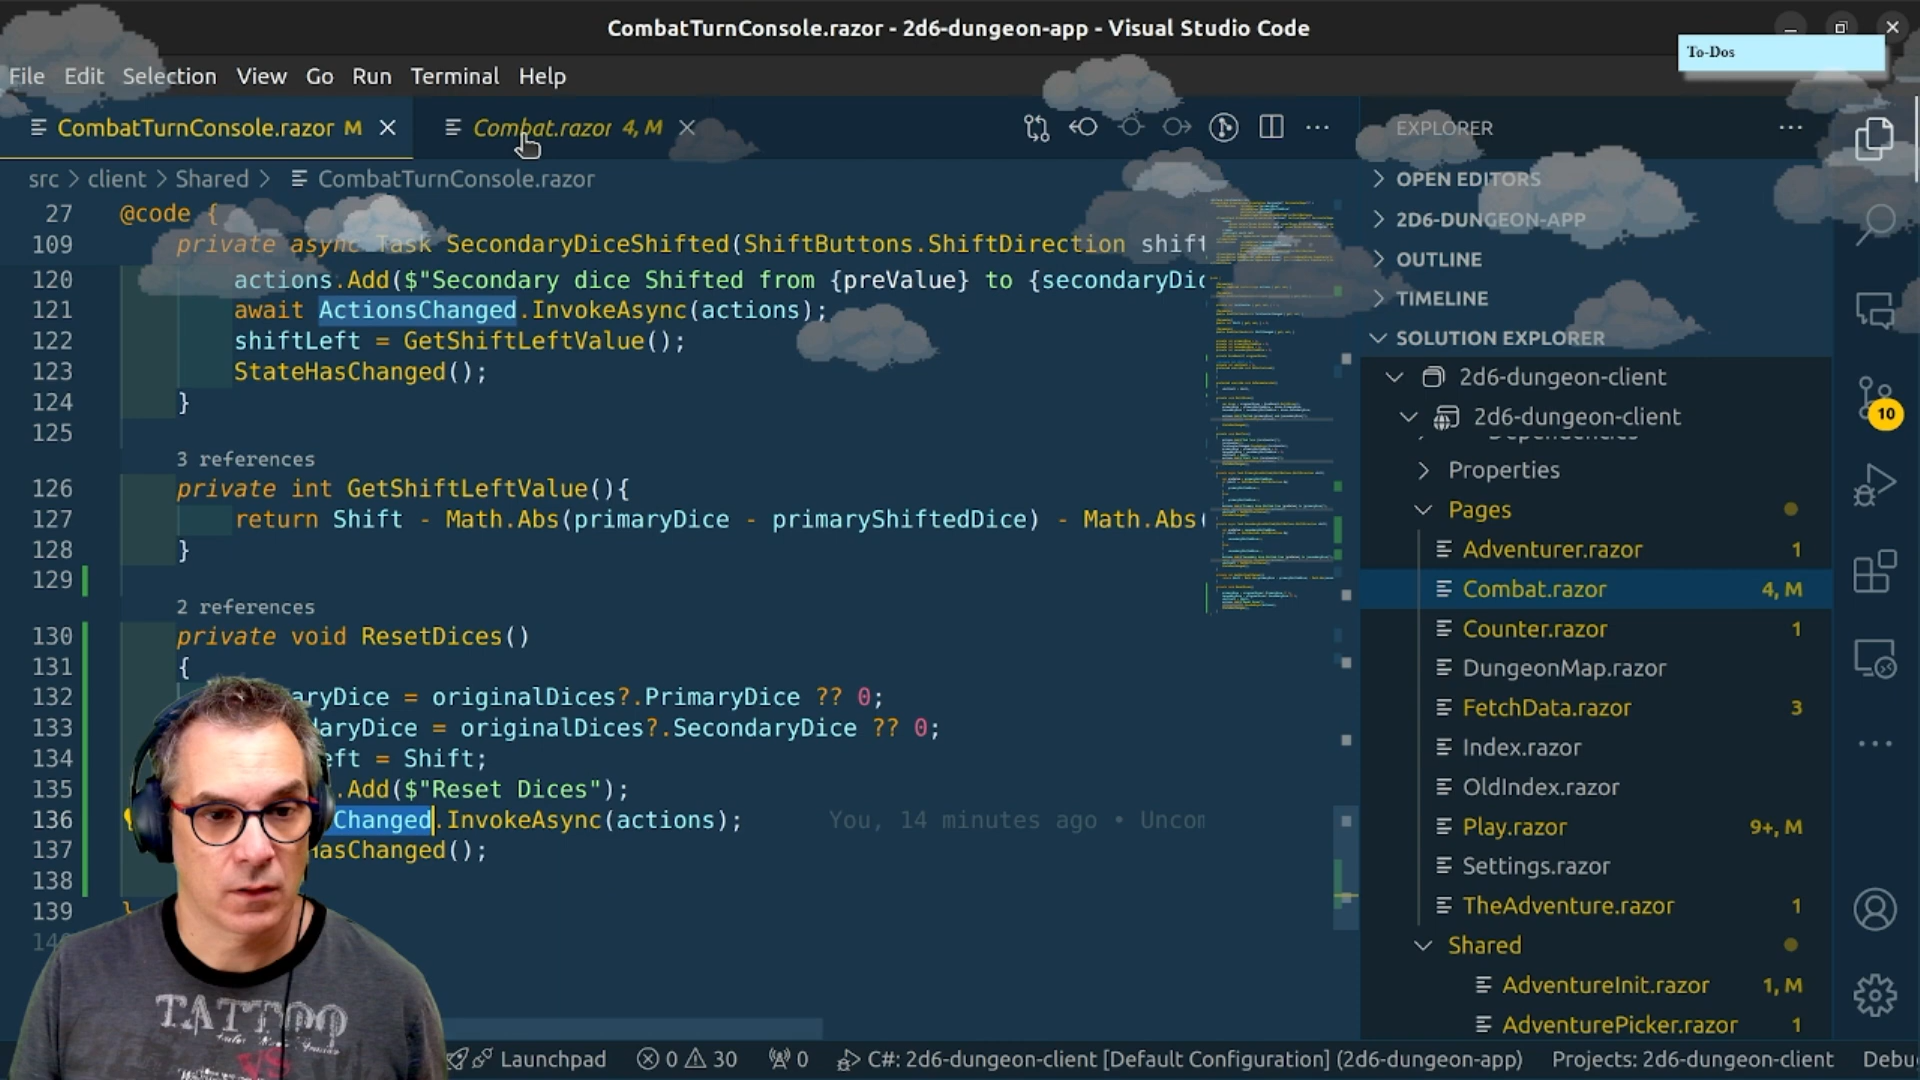 CombatTurnConsole.razor - 2d6-dungeon-app - Visual Studio Code
To-Dos
File Edit Selection View Go Run Terminal Help
CombatTurnConsole.razor M
Combat.razor 4, M
EXPLORER
src > client > Shared > CombatTurnConsole.razor
OPEN EDITORS
2D6-DUNGEON-APP
OUTLINE
TIMELINE
SOLUTION EXPLORER
27 @code {
109 private async Task SecondaryDiceShifted(ShiftButtons.ShiftDirection shift
120 actions.Add($"Secondary dice Shifted from {preValue} to {secondaryDic
121 await ActionsChanged.InvokeAsync(actions);
122 shiftLeft = GetShiftLeftValue();
123 StateHasChanged();
124 }
125
3 references
126 private int GetShiftLeftValue(){
127 return Shift - Math.Abs(primaryDice - primaryShiftedDice) - Math.Abs(
128 }
129
2 references
130 private void ResetDices()
131 {
132 aryDice = originalDices?.PrimaryDice ?? 0;
133 daryDice = originalDices?.SecondaryDice ?? 0;
134 eft = Shift;
135 .Add($"Reset Dices");
136 Changed.InvokeAsync(actions); You, 14 minutes ago • Uncom
137 HasChanged();
138
139 }
2d6-dungeon-client
2d6-dungeon-client
Dependencies
Properties
Pages
Adventurer.razor 1
Combat.razor 4, M
Counter.razor 1
DungeonMap.razor
FetchData.razor 3
Index.razor
OldIndex.razor
Play.razor 9+, M
Settings.razor
TheAdventure.razor 1
Shared
AdventureInit.razor 1, M
AdventurePicker.razor 1
10
TATTOO
Launchpad 0 30 0 C#: 2d6-dungeon-client [Default Configuration] (2d6-dungeon-app) Projects: 2d6-dungeon-client Debu